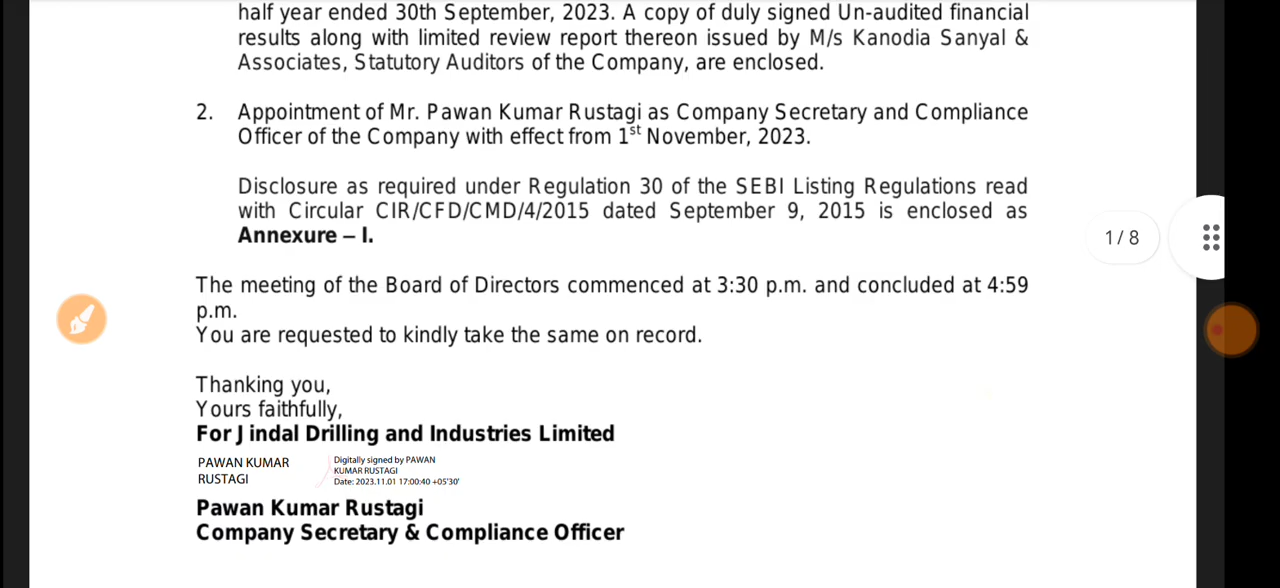 half year ended 30th September, 2023. A copy of duly signed Un-audited financial
results along with limited review report thereon issued by M/s Kanodia Sanyal &
Associates, Statutory Auditors of the Company, are enclosed.
2. Appointment of Mr. Pawan Kumar Rustagi as Company Secretary and Compliance
Officer of the Company with effect from 1st November, 2023.
Disclosure as required under Regulation 30 of the SEBI Listing Regulations read
with Circular CIR/CFD/CMD/4/2015 dated September 9, 2015 is enclosed as
Annexure – I.
1 / 8
The meeting of the Board of Directors commenced at 3:30 p.m. and concluded at 4:59
p.m.
You are requested to kindly take the same on record.
Thanking you,
Yours faithfully,
For Jindal Drilling and Industries Limited
PAWAN KUMAR
RUSTAGI
Digitally signed by PAWAN
KUMAR RUSTAGI
Date: 2023.11.01 17:00:40 +05'30'
Pawan Kumar Rustagi
Company Secretary & Compliance Officer